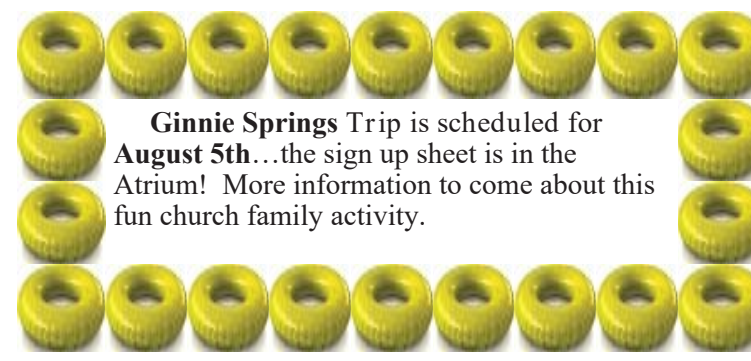 Ginnie Springs Trip is scheduled for
August 5th…the sign up sheet is in the
Atrium!  More information to come about this
fun church family activity.